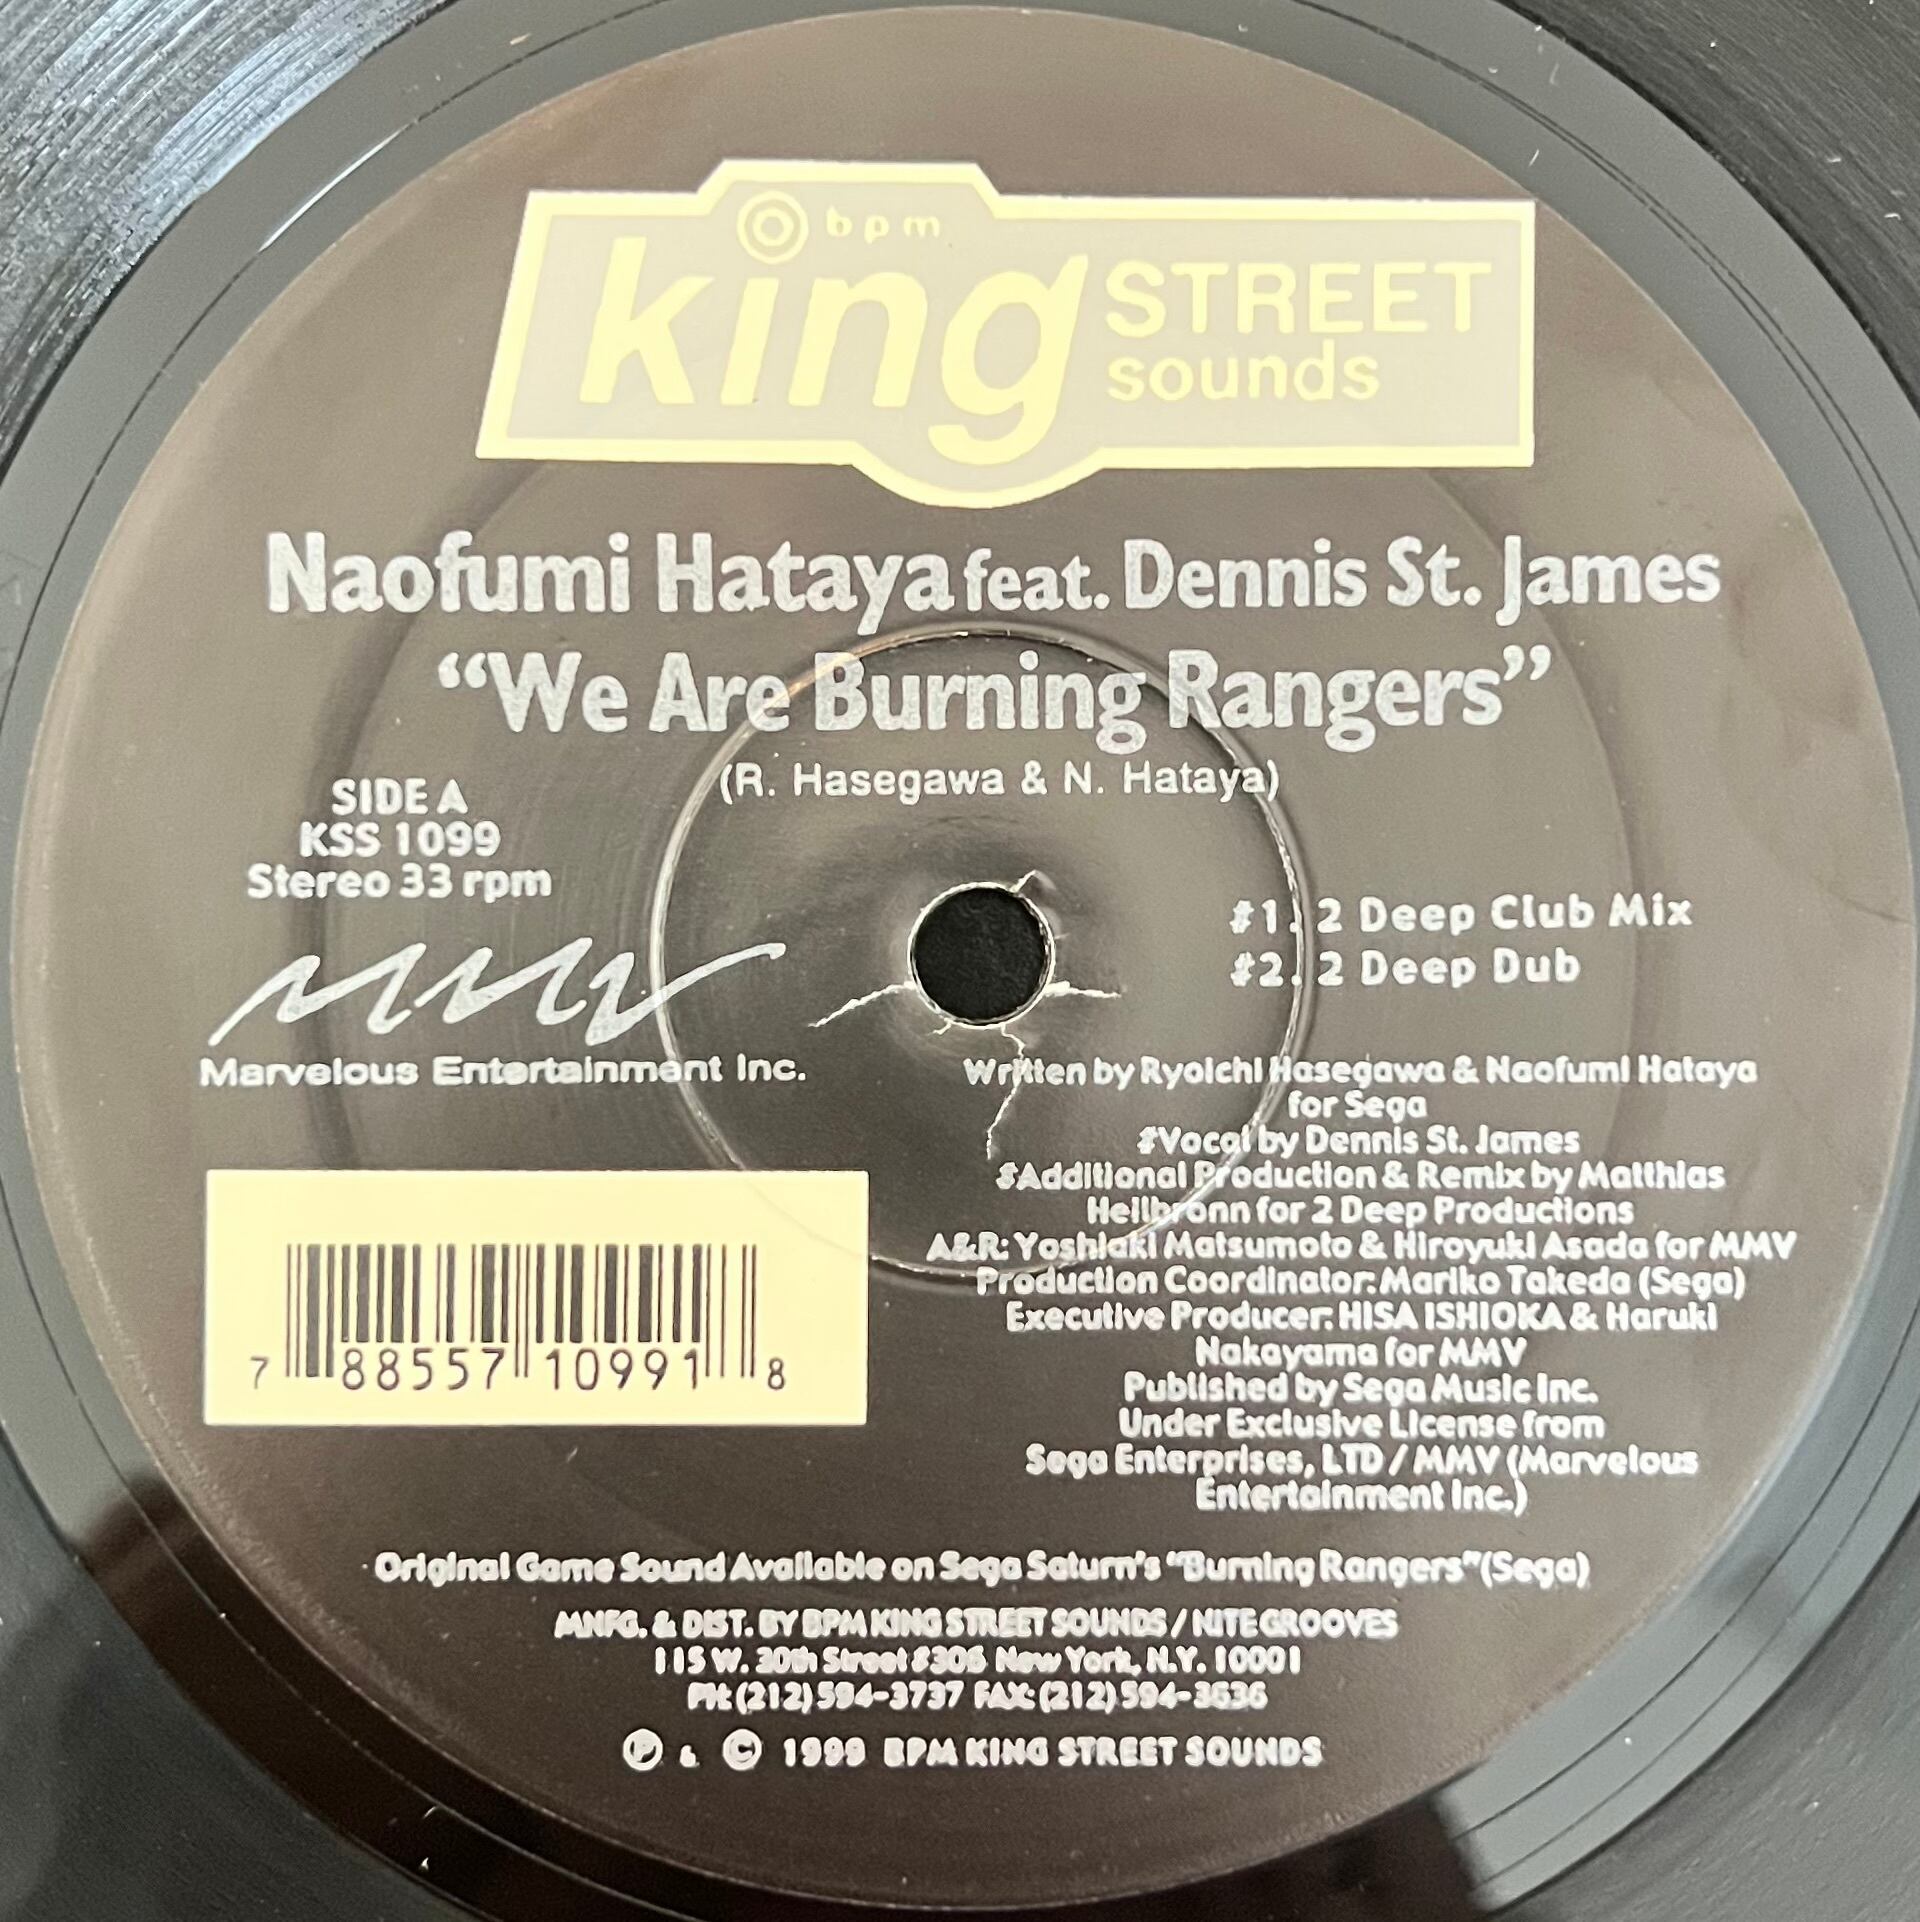 bpm
king STREET
sounds
Naofumi Hataya feat. Dennis St. James
“We Are Burning Rangers”
(R. Hasegawa & N. Hataya)
SIDE A
KSS 1099
Stereo 33 rpm
MMV
Marvelous Entertainment Inc.
#1. 2 Deep Club Mix
#2. 2 Deep Dub
Written by Ryoichi Hasegawa & Naofumi Hataya
for Sega
#Vocal by Dennis St. James
#Additional Production & Remix by Matthias
Heilbronn for 2 Deep Productions
A&R: Yoshiaki Matsumoto & Hiroyuki Asada for MMV
Production Coordinator: Mariko Takeda (Sega)
Executive Producer: HISA ISHIOKA & Haruki
Nakayama for MMV
Published by Sega Music Inc.
Under Exclusive License from
Sega Enterprises, LTD / MMV (Marvelous
Entertainment Inc.)
7 88557 10991 8
Original Game Sound Available on Sega Saturn's "Burning Rangers" (Sega)
MNFG. & DIST. BY BPM KING STREET SOUNDS / NITE GROOVES
115 W. 30th Street #306 New York, N.Y. 10001
PH: (212) 594-3737 FAX: (212) 594-3636
Ⓟ & © 1999 BPM KING STREET SOUNDS